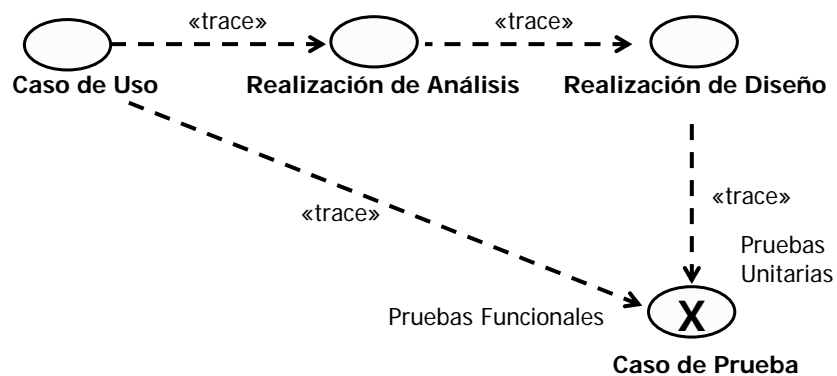 «trace»
«trace»
Caso de Uso
Realización de Análisis
Realización de Diseño
«trace»
«trace»
Pruebas
Unitarias
Pruebas Funcionales
X
Caso de Prueba